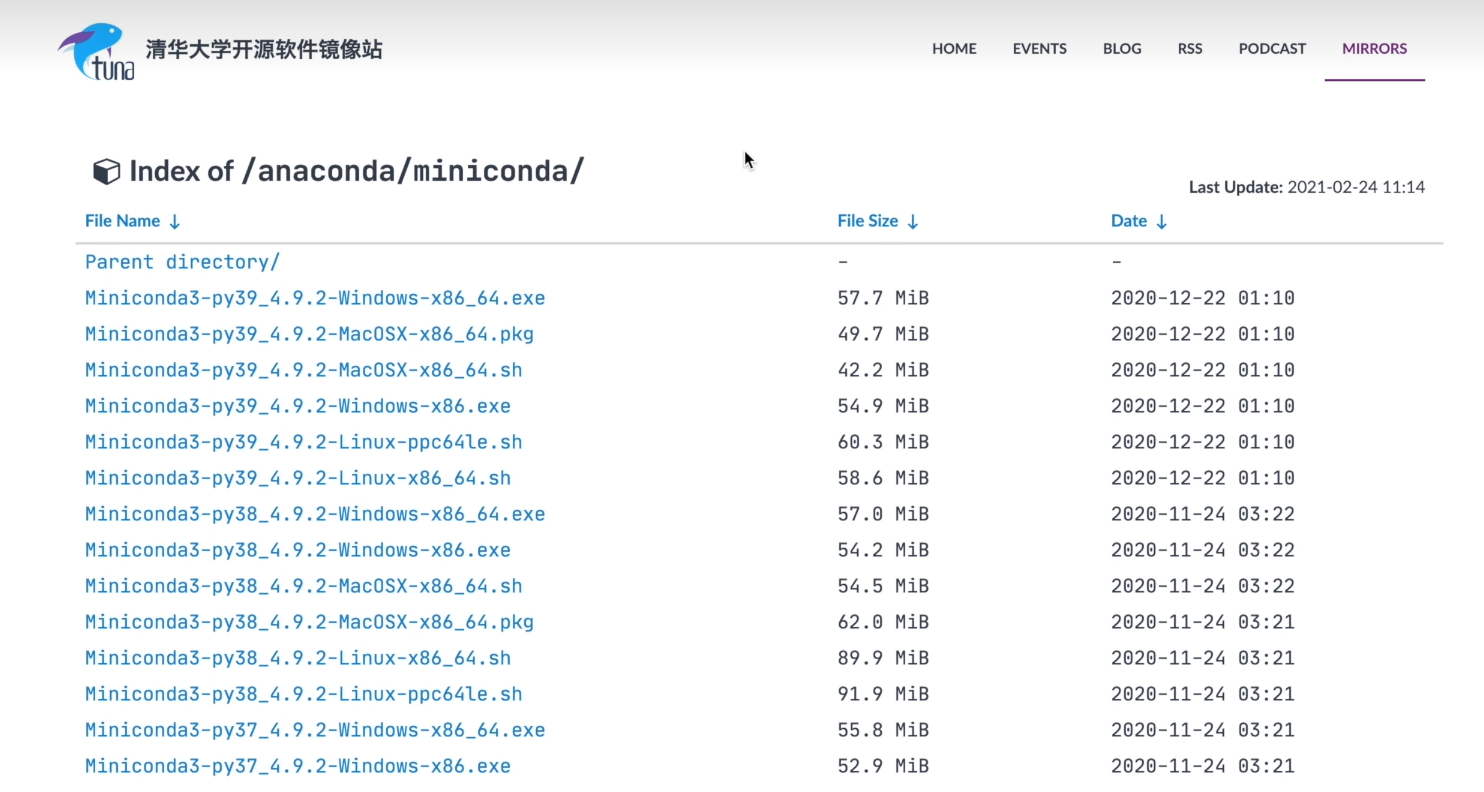 tuna 清华大学开源软件镜像站 HOME EVENTS BLOG RSS PODCAST MIRRORS
Index of /anaconda/miniconda/
Last Update: 2021-02-24 11:14
File Name ↓ File Size ↓ Date ↓
Parent directory/ - -
Miniconda3-py39_4.9.2-Windows-x86_64.exe 57.7 MiB 2020-12-22 01:10
Miniconda3-py39_4.9.2-MacOSX-x86_64.pkg 49.7 MiB 2020-12-22 01:10
Miniconda3-py39_4.9.2-MacOSX-x86_64.sh 42.2 MiB 2020-12-22 01:10
Miniconda3-py39_4.9.2-Windows-x86.exe 54.9 MiB 2020-12-22 01:10
Miniconda3-py39_4.9.2-Linux-ppc64le.sh 60.3 MiB 2020-12-22 01:10
Miniconda3-py39_4.9.2-Linux-x86_64.sh 58.6 MiB 2020-12-22 01:10
Miniconda3-py38_4.9.2-Windows-x86_64.exe 57.0 MiB 2020-11-24 03:22
Miniconda3-py38_4.9.2-Windows-x86.exe 54.2 MiB 2020-11-24 03:22
Miniconda3-py38_4.9.2-MacOSX-x86_64.sh 54.5 MiB 2020-11-24 03:22
Miniconda3-py38_4.9.2-MacOSX-x86_64.pkg 62.0 MiB 2020-11-24 03:21
Miniconda3-py38_4.9.2-Linux-x86_64.sh 89.9 MiB 2020-11-24 03:21
Miniconda3-py38_4.9.2-Linux-ppc64le.sh 91.9 MiB 2020-11-24 03:21
Miniconda3-py37_4.9.2-Windows-x86_64.exe 55.8 MiB 2020-11-24 03:21
Miniconda3-py37_4.9.2-Windows-x86.exe 52.9 MiB 2020-11-24 03:21